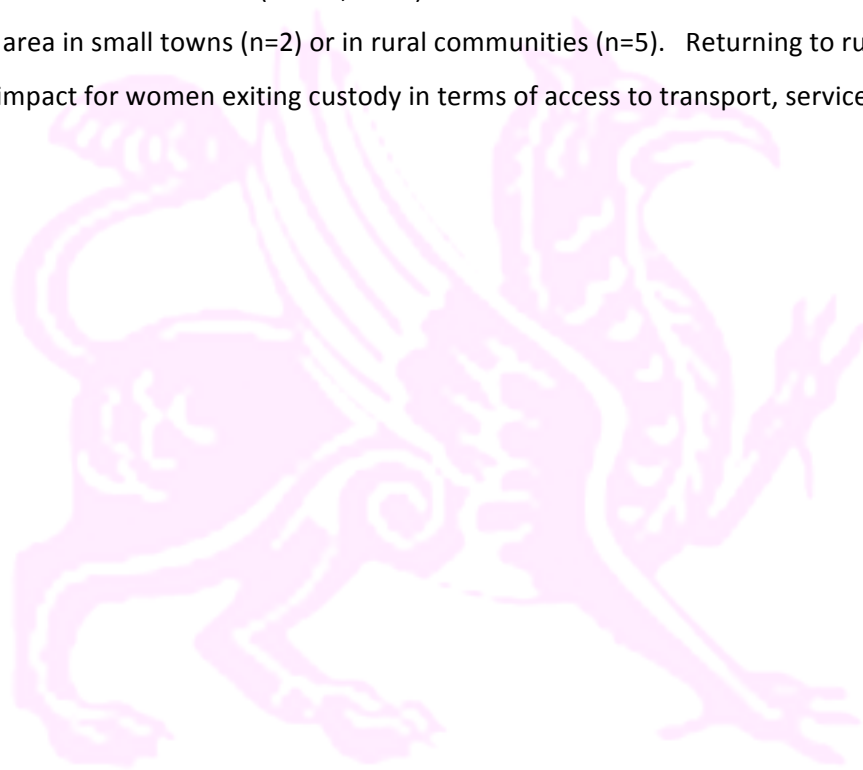 area in small towns (n=2) or in rural communities (n=5). Returning to ru
impact for women exiting custody in terms of access to transport, service